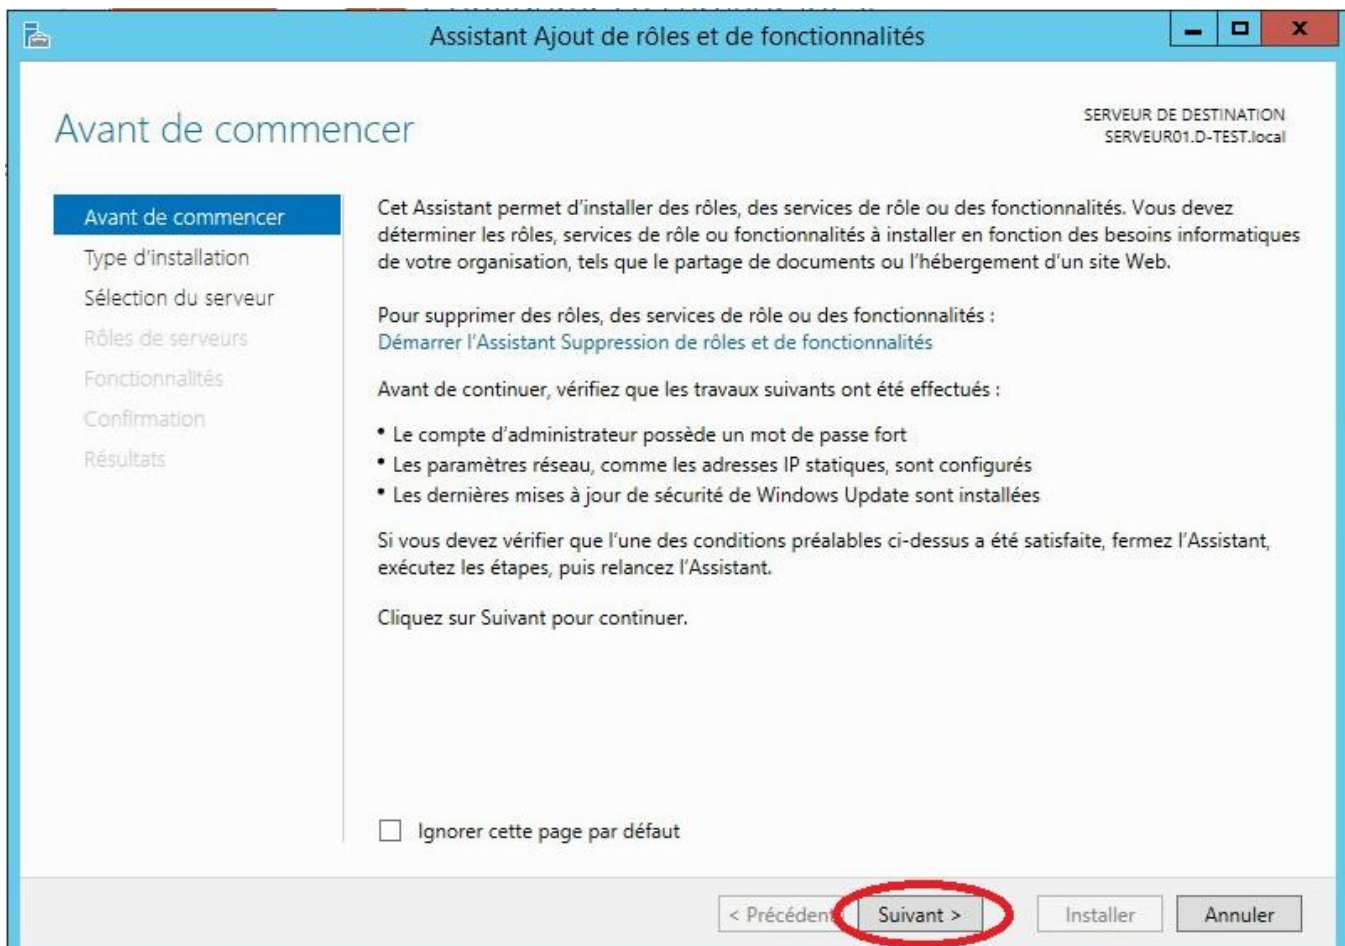 Assistant Ajout de rôles et de fonctionnalités
Avant de commencer
SERVEUR DE DESTINATION
SERVEUR01.D-TEST.local
Avant de commencer
Type d'installation
Sélection du serveur
Rôles de serveurs
Fonctionnalités
Confirmation
Résultats
Cet Assistant permet d'installer des rôles, des services de rôle ou des fonctionnalités. Vous devez
déterminer les rôles, services de rôle ou fonctionnalités à installer en fonction des besoins informatiques
de votre organisation, tels que le partage de documents ou l'hébergement d'un site Web.
Pour supprimer des rôles, des services de rôle ou des fonctionnalités :
Démarrer l'Assistant Suppression de rôles et de fonctionnalités
Avant de continuer, vérifiez que les travaux suivants ont été effectués :
• Le compte d'administrateur possède un mot de passe fort
• Les paramètres réseau, comme les adresses IP statiques, sont configurés
• Les dernières mises à jour de sécurité de Windows Update sont installées
Si vous devez vérifier que l'une des conditions préalables ci-dessus a été satisfaite, fermez l'Assistant,
exécutez les étapes, puis relancez l'Assistant.
Cliquez sur Suivant pour continuer.
Ignorer cette page par défaut
< Précédent
Suivant >
Installer
Annuler